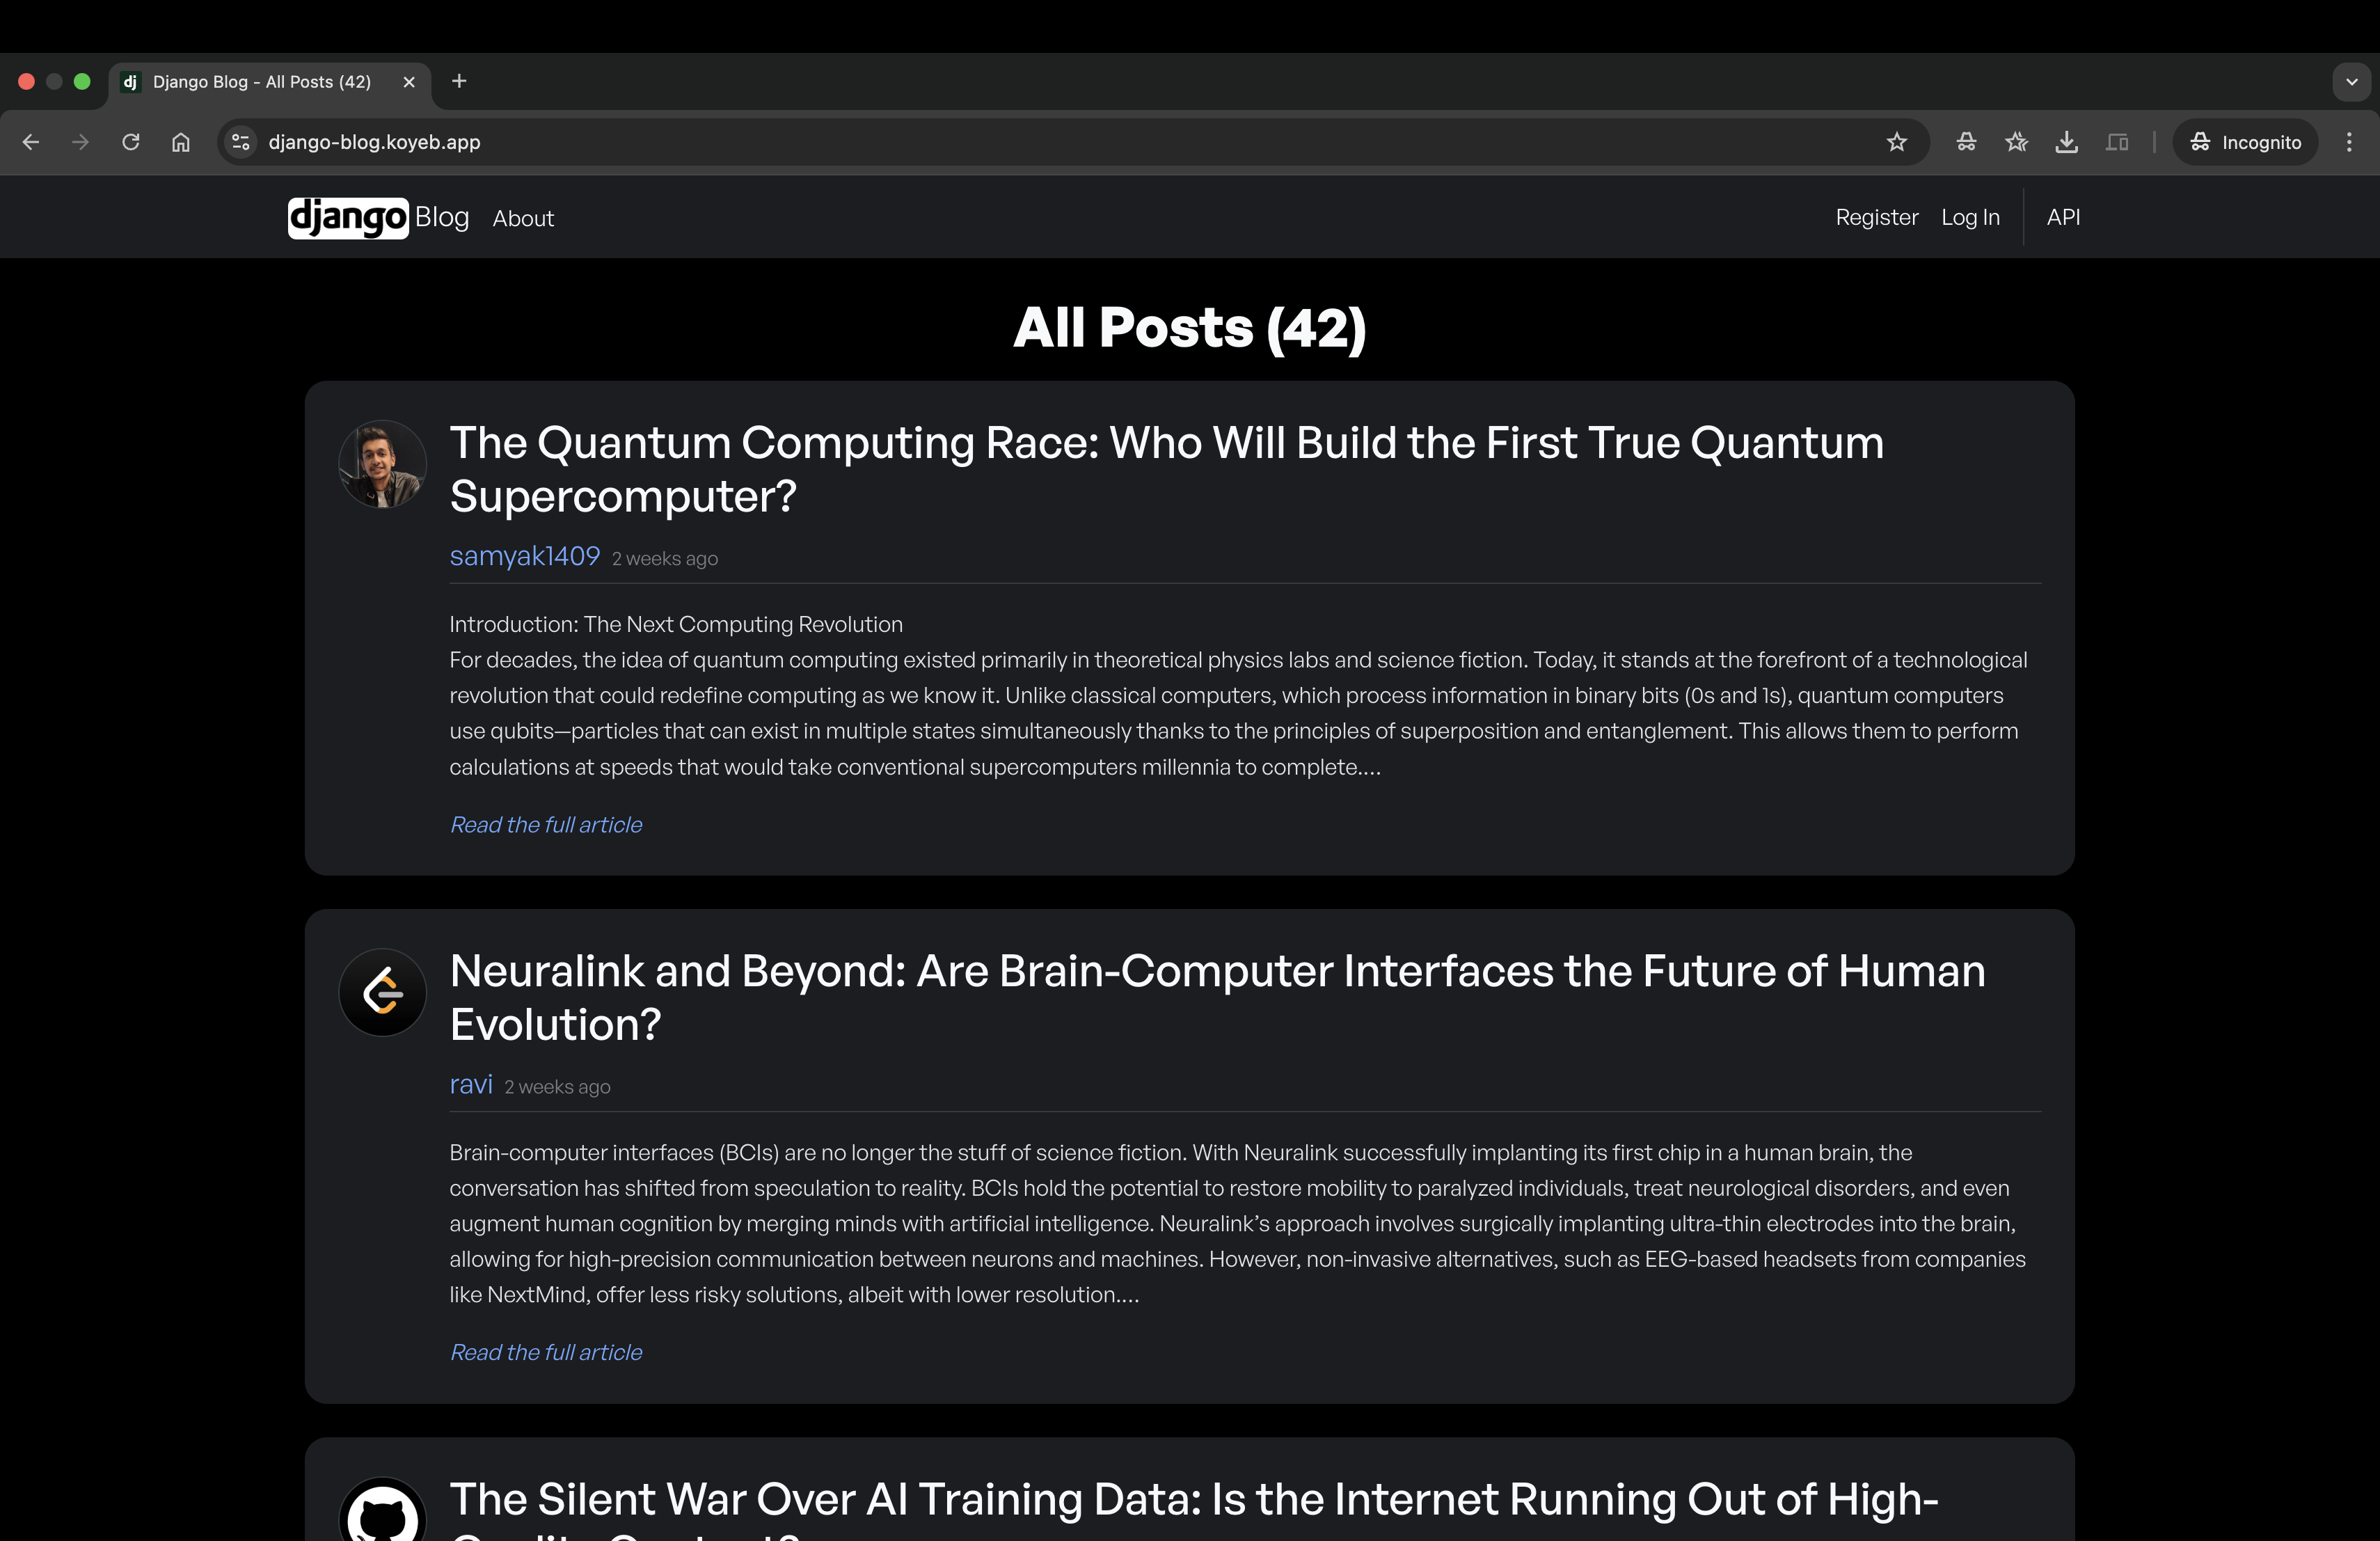 dj Django Blog - All Posts (42)
django-blog.koyeb.app
Incognito
django Blog About
Register Log In API
All Posts (42)
The Quantum Computing Race: Who Will Build the First True Quantum
Supercomputer?
samyak1409 2 weeks ago
Introduction: The Next Computing Revolution
For decades, the idea of quantum computing existed primarily in theoretical physics labs and science fiction. Today, it stands at the forefront of a technological
revolution that could redefine computing as we know it. Unlike classical computers, which process information in binary bits (0s and 1s), quantum computers
use qubits—particles that can exist in multiple states simultaneously thanks to the principles of superposition and entanglement. This allows them to perform
calculations at speeds that would take conventional supercomputers millennia to complete....
Read the full article
Neuralink and Beyond: Are Brain-Computer Interfaces the Future of Human
Evolution?
ravi 2 weeks ago
Brain-computer interfaces (BCIs) are no longer the stuff of science fiction. With Neuralink successfully implanting its first chip in a human brain, the
conversation has shifted from speculation to reality. BCIs hold the potential to restore mobility to paralyzed individuals, treat neurological disorders, and even
augment human cognition by merging minds with artificial intelligence. Neuralink’s approach involves surgically implanting ultra-thin electrodes into the brain,
allowing for high-precision communication between neurons and machines. However, non-invasive alternatives, such as EEG-based headsets from companies
like NextMind, offer less risky solutions, albeit with lower resolution....
Read the full article
The Silent War Over AI Training Data: Is the Internet Running Out of High-